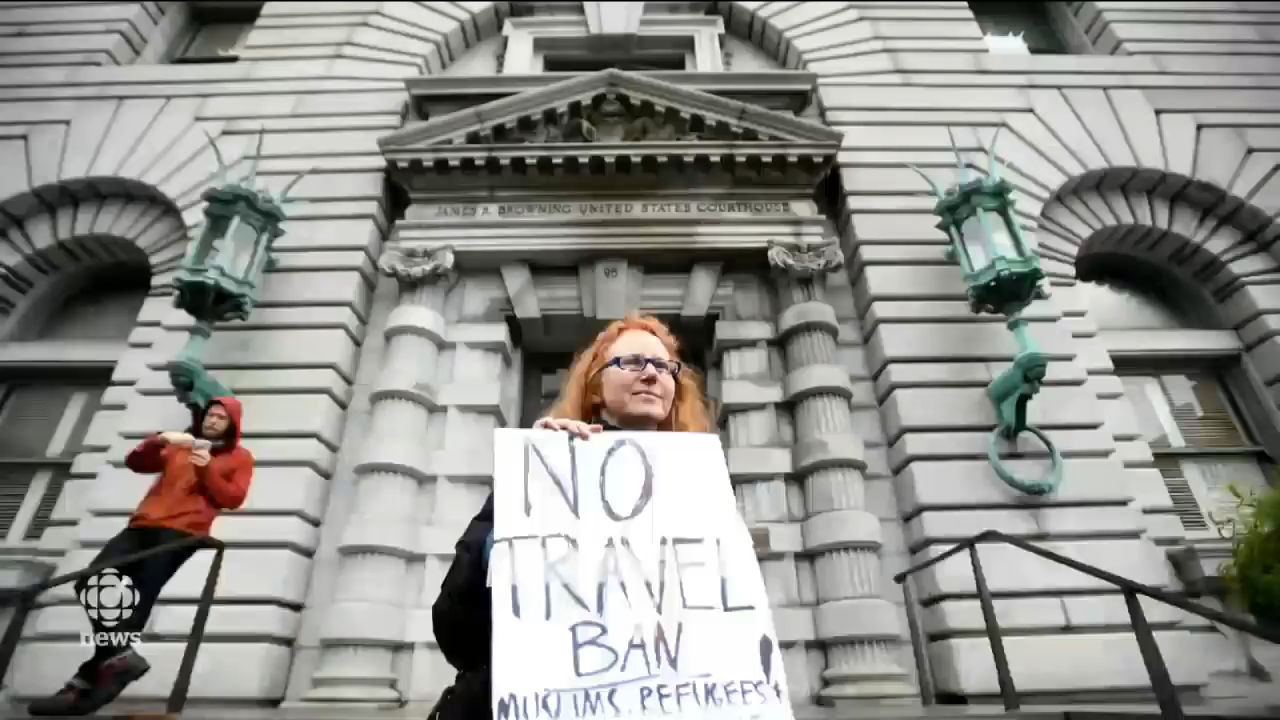 JAMES R. BROWNING UNITED STATES COURTHOUSE
95
NO
TRAVEL
BAN !
MUSLIMS, REFUGEES +
news